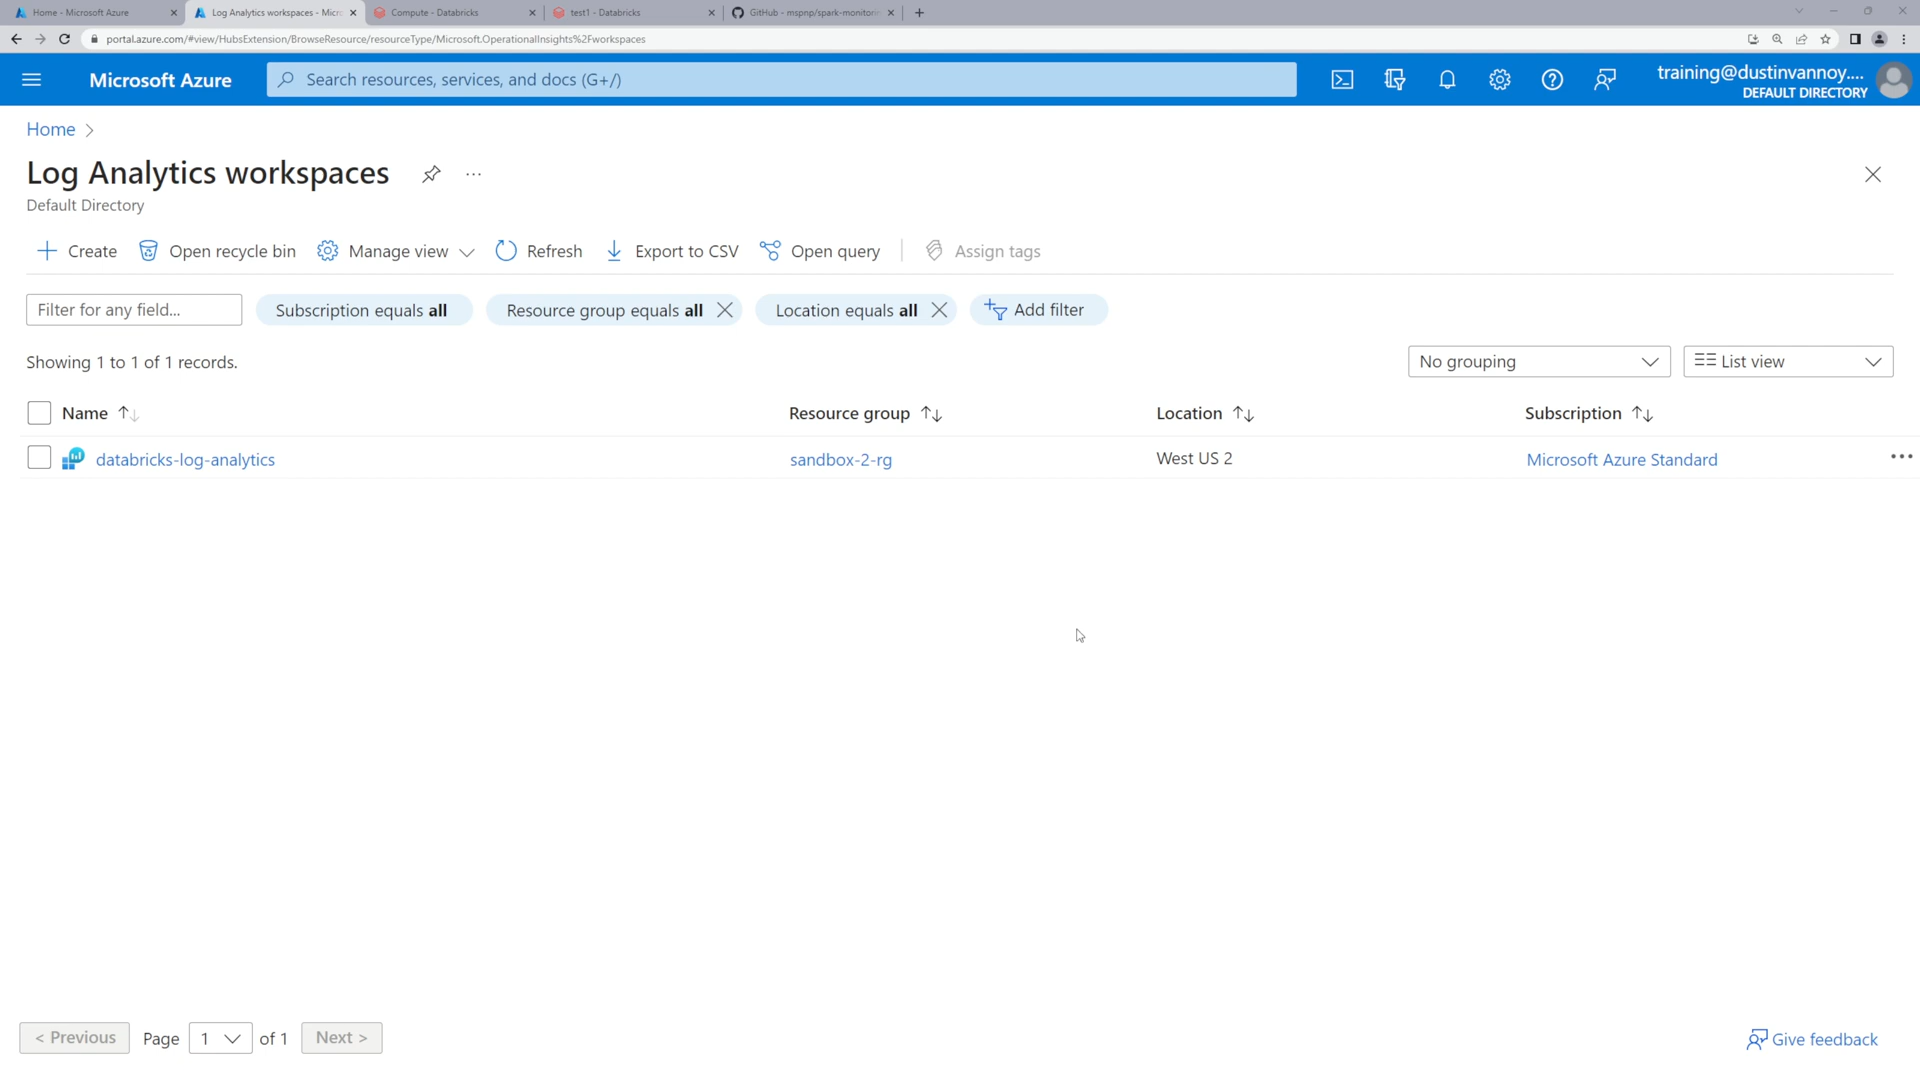 Home - Microsoft Azure
Log Analytics workspaces - Micr
Compute - Databricks
test1 - Databricks
GitHub - mspnp/spark-monitorin
portal.azure.com/#view/HubsExtension/BrowseResource/resourceType/Microsoft.OperationalInsights%2Fworkspaces
Microsoft Azure
Search resources, services, and docs (G+/)
training@dustinvannoy....
DEFAULT DIRECTORY
Home
Log Analytics workspaces
Default Directory
Create
Open recycle bin
Manage view
Refresh
Export to CSV
Open query
Assign tags
Filter for any field...
Subscription equals all
Resource group equals all
Location equals all
Add filter
Showing 1 to 1 of 1 records.
No grouping
List view
Name
Resource group
Location
Subscription
databricks-log-analytics
sandbox-2-rg
West US 2
Microsoft Azure Standard
< Previous
Page
1
of 1
Next >
Give feedback